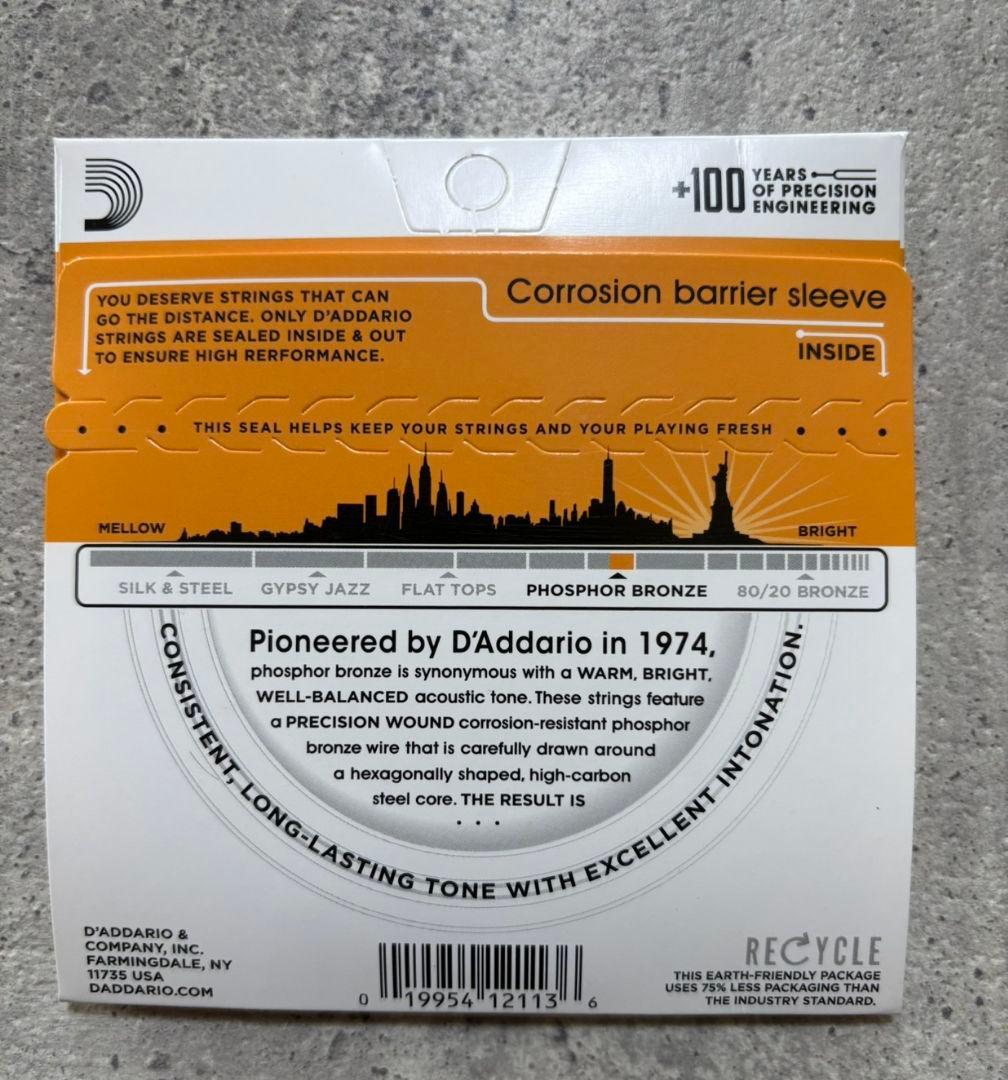 +100 YEARS
OF PRECISION
ENGINEERING
YOU DESERVE STRINGS THAT CAN
GO THE DISTANCE. ONLY D'ADDARIO
STRINGS ARE SEALED INSIDE & OUT
TO ENSURE HIGH RERFORMANCE.
Corrosion barrier sleeve
INSIDE
THIS SEAL HELPS KEEP YOUR STRINGS AND YOUR PLAYING FRESH
MELLOW
BRIGHT
SILK & STEEL GYPSY JAZZ FLAT TOPS PHOSPHOR BRONZE 80/20 BRONZE
Pioneered by D'Addario in 1974,
phosphor bronze is synonymous with a WARM, BRIGHT,
WELL-BALANCED acoustic tone. These strings feature
a PRECISION WOUND corrosion-resistant phosphor
bronze wire that is carefully drawn around
a hexagonally shaped, high-carbon
steel core. THE RESULT IS
. . .
CONSISTENT, LONG-LASTING TONE WITH EXCELLENT INTONATION.
D'ADDARIO &
COMPANY, INC.
FARMINGDALE, NY
11735 USA
DADDARIO.COM
0 19954 12113 6
RECYCLE
THIS EARTH-FRIENDLY PACKAGE
USES 75% LESS PACKAGING THAN
THE INDUSTRY STANDARD.